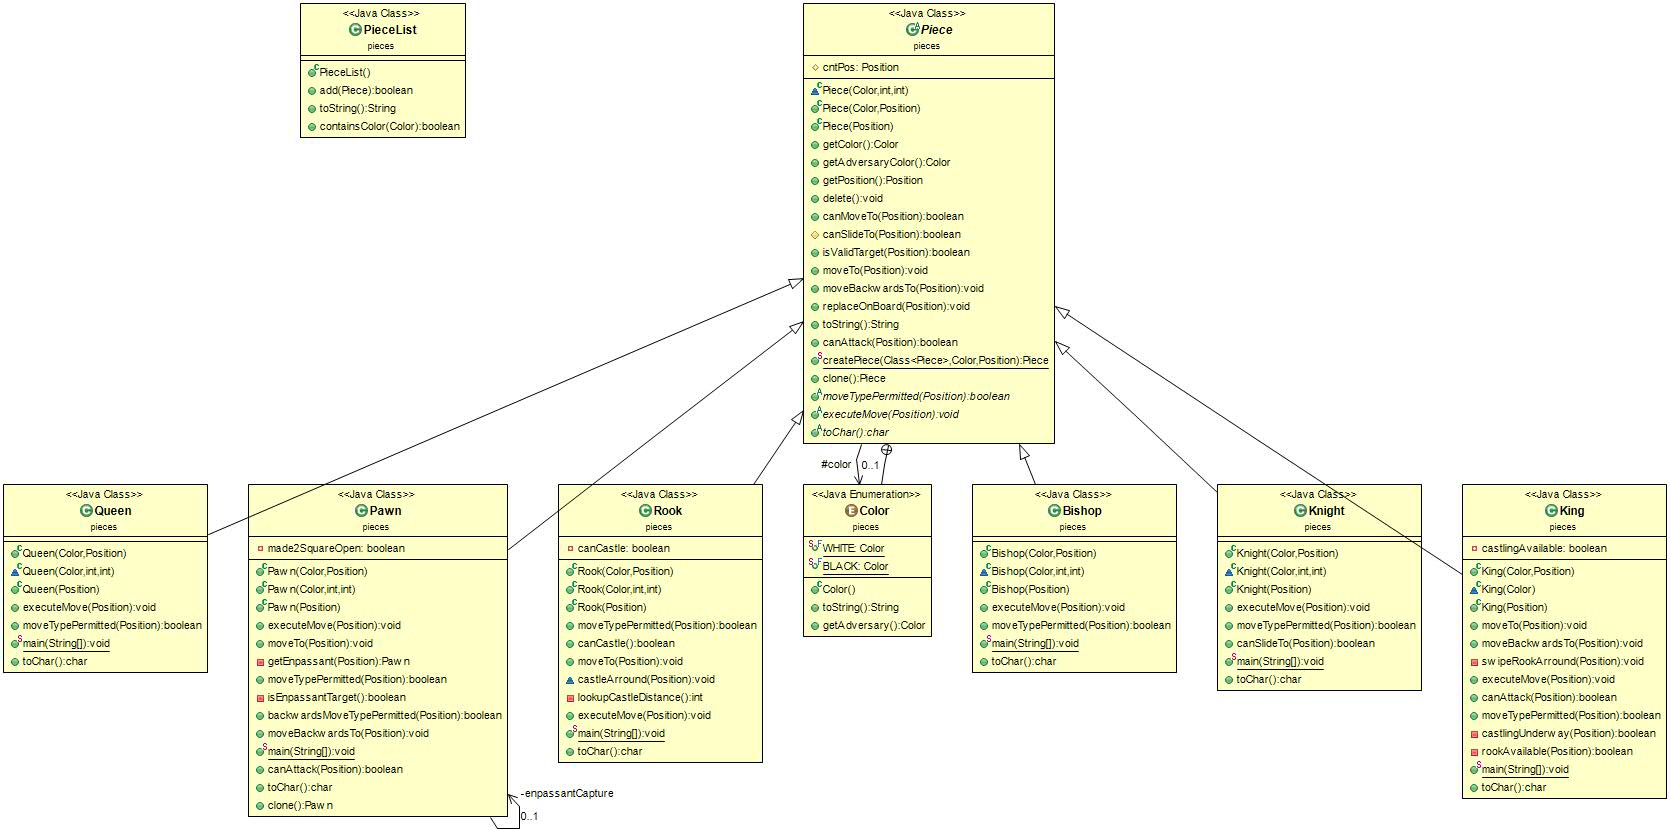 <<Java Class>>
PieceList
pieces
PieceList()
add(Piece):boolean
toString():String
containsColor(Color):boolean
<<Java Class>>
Piece
pieces
cntPos: Position
Piece(Color,int,int)
Piece(Color,Position)
Piece(Position)
getColor():Color
getAdversaryColor():Color
getPosition():Position
delete():void
canMoveTo(Position):boolean
canSlideTo(Position):boolean
isValidTarget(Position):boolean
moveTo(Position):void
moveBackwardsTo(Position):void
replaceOnBoard(Position):void
toString():String
canAttack(Position):boolean
createPiece(Class<Piece>,Color,Position):Piece
clone():Piece
moveTypePermitted(Position):boolean
executeMove(Position):void
toChar():char
#color 0..1
<<Java Class>>
Queen
pieces
Queen(Color,Position)
Queen(Color,int,int)
Queen(Position)
executeMove(Position):void
moveTypePermitted(Position):boolean
main(String[]):void
toChar():char
<<Java Class>>
Pawn
pieces
made2SquareOpen: boolean
Pawn(Color,Position)
Pawn(Color,int,int)
Pawn(Position)
executeMove(Position):void
moveTo(Position):void
getEnpassant(Position):Pawn
moveTypePermitted(Position):boolean
isEnpassantTarget():boolean
backwardsMoveTypePermitted(Position):boolean
moveBackwardsTo(Position):void
main(String[]):void
canAttack(Position):boolean
toChar():char
clone():Pawn
-enpassantCapture
0..1
<<Java Class>>
Rook
pieces
canCastle: boolean
Rook(Color,Position)
Rook(Color,int,int)
Rook(Position)
moveTypePermitted(Position):boolean
canCastle():boolean
moveTo(Position):void
castleArround(Position):void
lookupCastleDistance():int
executeMove(Position):void
main(String[]):void
toChar():char
<<Java Enumeration>>
Color
pieces
WHITE: Color
BLACK: Color
Color()
toString():String
getAdversary():Color
<<Java Class>>
Bishop
pieces
Bishop(Color,Position)
Bishop(Color,int,int)
Bishop(Position)
executeMove(Position):void
moveTypePermitted(Position):boolean
main(String[]):void
toChar():char
<<Java Class>>
Knight
pieces
Knight(Color,Position)
Knight(Color,int,int)
Knight(Position)
executeMove(Position):void
moveTypePermitted(Position):boolean
canSlideTo(Position):boolean
main(String[]):void
toChar():char
<<Java Class>>
King
pieces
castlingAvailable: boolean
King(Color,Position)
King(Color)
King(Position)
moveTo(Position):void
moveBackwardsTo(Position):void
swipeRookArround(Position):void
executeMove(Position):void
canAttack(Position):boolean
moveTypePermitted(Position):boolean
castlingUnderway(Position):boolean
rookAvailable(Position):boolean
main(String[]):void
toChar():char